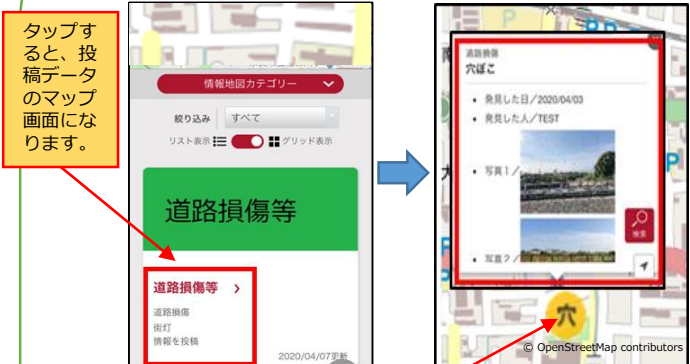 タップす
ると、投
稿データ
のマップ
画面にな
ります。
情報地図カテゴリー
絞り込み
すべて
リスト表示
グリッド表示
道路損傷等
道路損傷等 ›
道路損傷
街灯
情報を投稿
2020/04/07更新
P
道路損傷
穴ぼこ
• 発見した日/2020/04/03
• 発見した人/TEST
• 写真1/
検索
• 写真2/
穴
© OpenStreetMap contributors